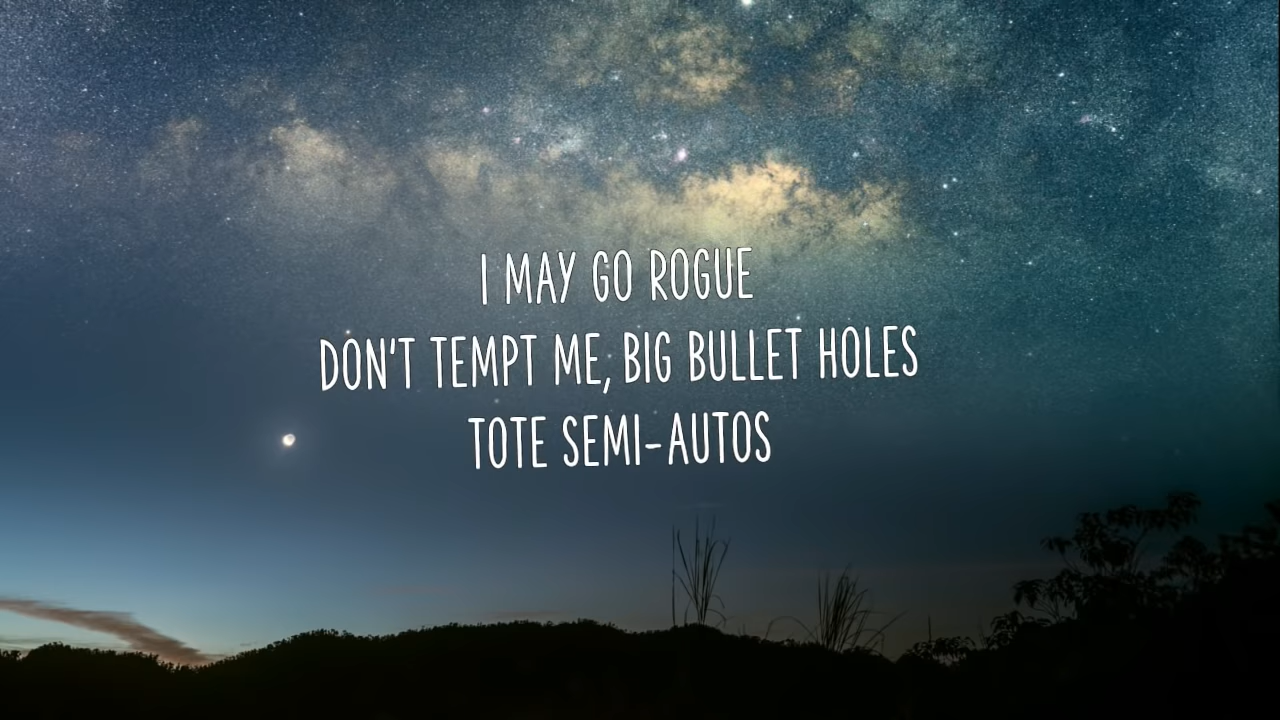 I MAY GO ROGUE
DON'T TEMPT ME, BIG BULLET HOLES
TOTE SEMI-AUTOS